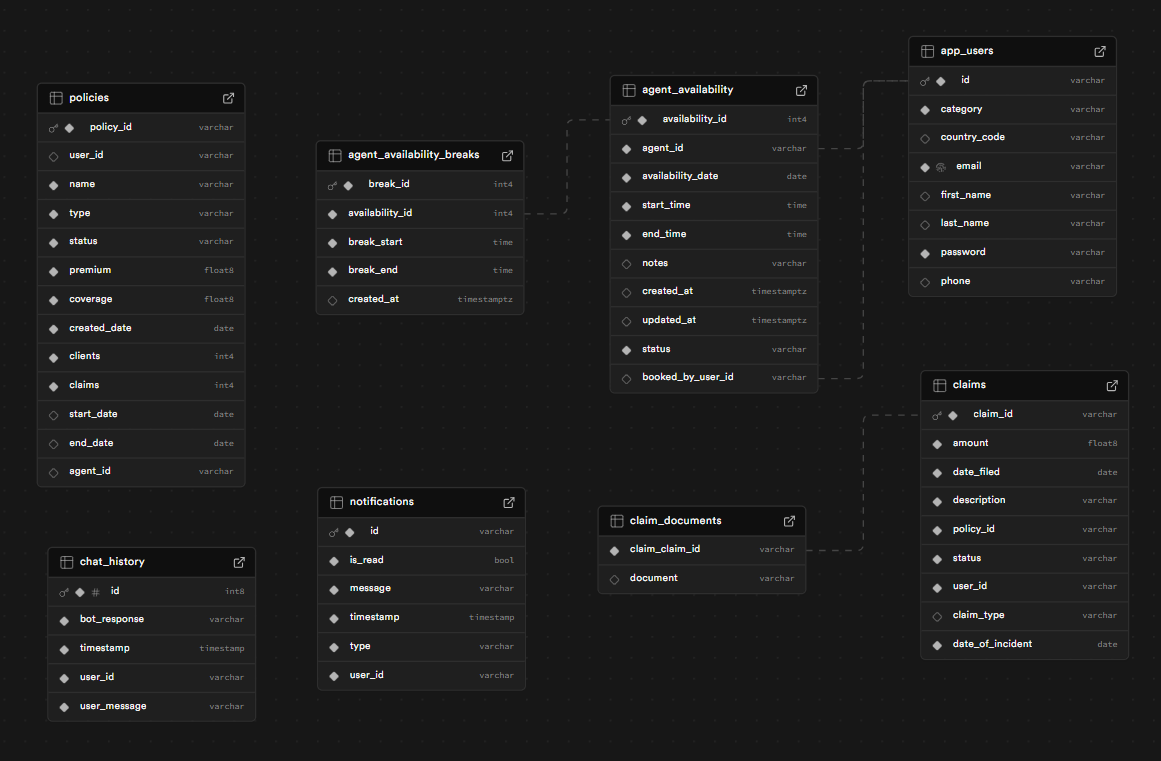 policies
policy_id varchar
user_id varchar
name varchar
type varchar
status varchar
premium float8
coverage float8
created_date date
clients int4
claims int4
start_date date
end_date date
agent_id varchar
agent_availability_breaks
break_id int4
availability_id int4
break_start time
break_end time
created_at timestamptz
agent_availability
availability_id int4
agent_id varchar
availability_date date
start_time time
end_time time
notes varchar
created_at timestamptz
updated_at timestamptz
status varchar
booked_by_user_id varchar
app_users
id varchar
category varchar
country_code varchar
email varchar
first_name varchar
last_name varchar
password varchar
phone varchar
chat_history
# id int8
bot_response varchar
timestamp timestamp
user_id varchar
user_message varchar
notifications
id varchar
is_read bool
message varchar
timestamp timestamp
type varchar
user_id varchar
claim_documents
claim_claim_id varchar
document varchar
claims
claim_id varchar
amount float8
date_filed date
description varchar
policy_id varchar
status varchar
user_id varchar
claim_type varchar
date_of_incident date